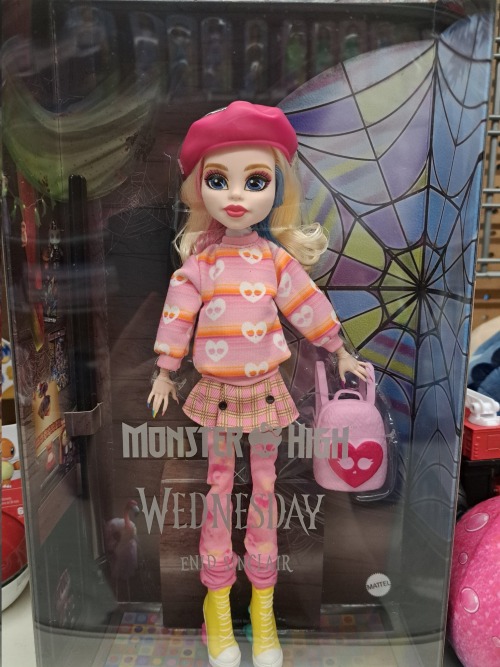 MONSTER HIGH
WEDNESDAY
ENID SINCLAIR
MATTEL